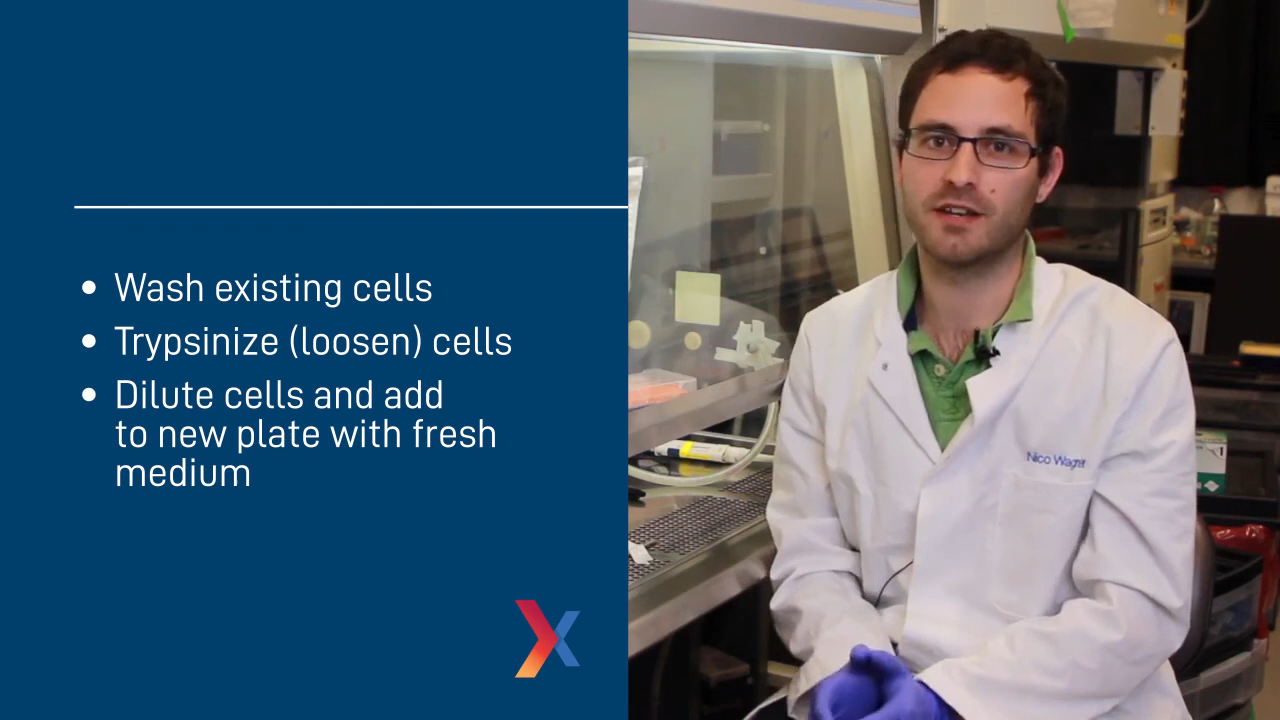 • Wash existing cells
• Trypsinize (loosen) cells
• Dilute cells and add
to new plate with fresh
medium
Nico Wagner